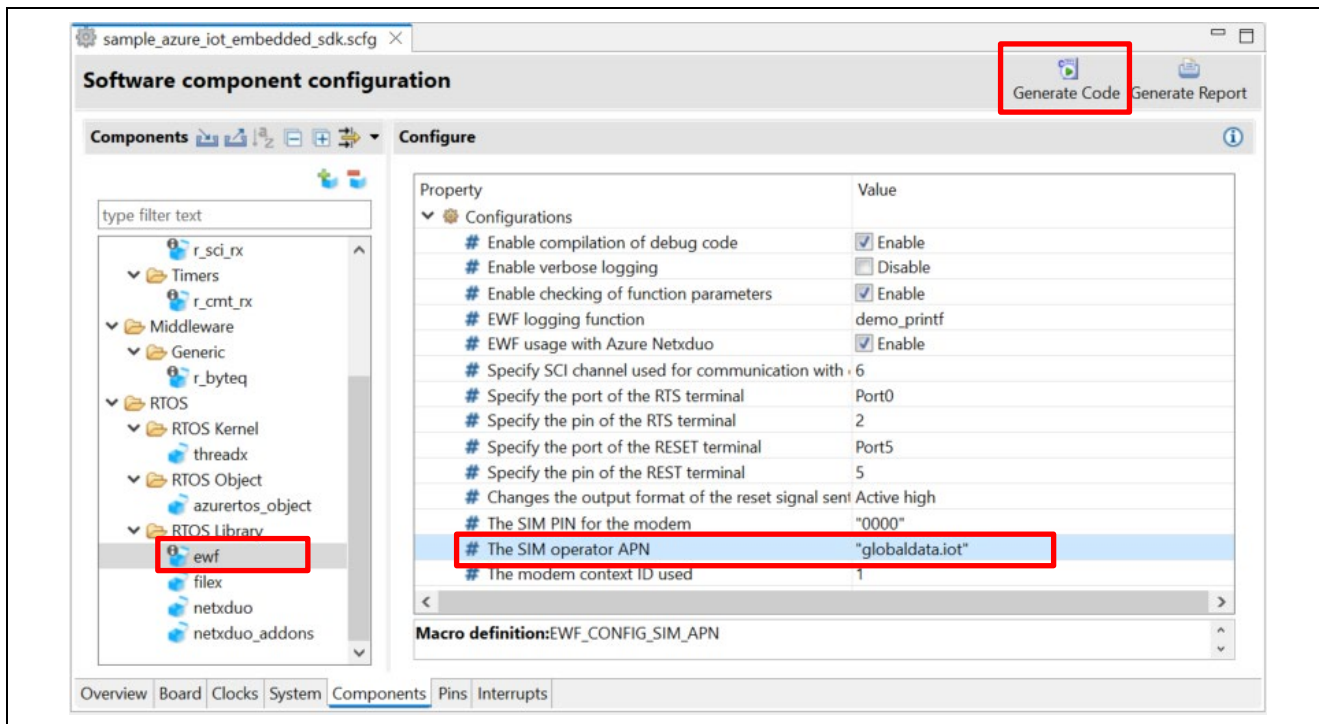 sample_azure_iot_embedded_sdk.scfg
Software component configuration
Generate Code Generate Report
Components
Configure
type filter text
r_sci_rx
Timers
r_cmt_rx
Middleware
Generic
r_byteq
RTOS
RTOS Kernel
threadx
RTOS Object
azurertos_object
RTOS Library
ewf
filex
netxduo
netxduo_addons
Property Value
Configurations
# Enable compilation of debug code Enable
# Enable verbose logging Disable
# Enable checking of function parameters Enable
# EWF logging function demo_printf
# EWF usage with Azure Netxduo Enable
# Specify SCI channel used for communication with 6
# Specify the port of the RTS terminal Port0
# Specify the pin of the RTS terminal 2
# Specify the port of the RESET terminal Port5
# Specify the pin of the REST terminal 5
# Changes the output format of the reset signal sent Active high
# The SIM PIN for the modem "0000"
# The SIM operator APN "globaldata.iot"
# The modem context ID used 1
Macro definition:EWF_CONFIG_SIM_APN
Overview Board Clocks System Components Pins Interrupts